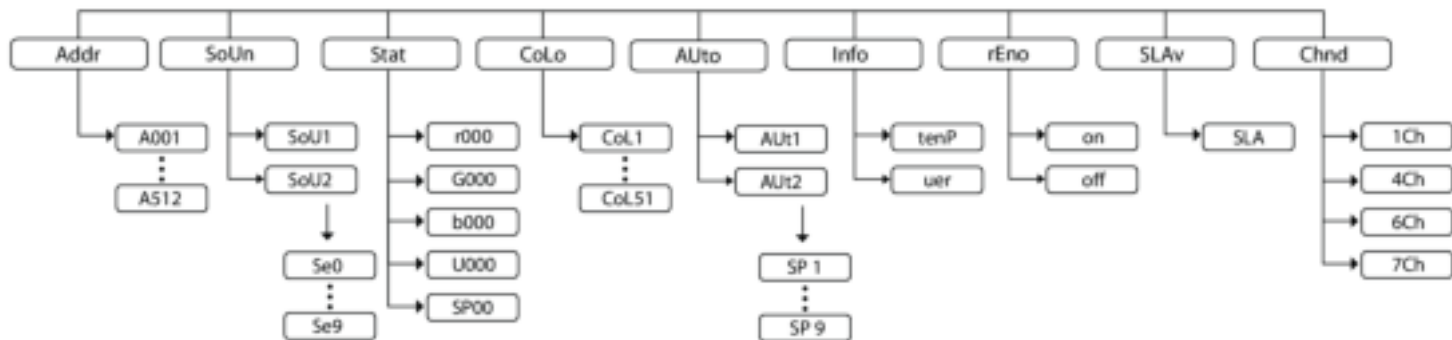 Addr
SoUn
Stat
CoLo
AUto
Info
rEno
SLAv
Chnd
A001
A512
SoU1
SoU2
Se0
Se9
r000
G000
b000
U000
SP00
CoL1
CoL51
AUt1
AUt2
SP 1
SP 9
tenP
uer
on
off
SLA
1Ch
4Ch
6Ch
7Ch